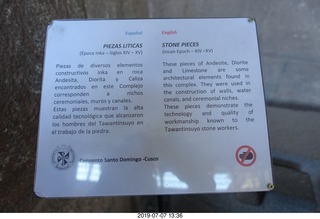 Español
PIEZAS LITICAS
(Época Inka – Siglos XIV – XV)
Piezas de diversos elementos
constructivos Inka en roca
Andesita, Diorita y Caliza
encontrados en este Complejo
corresponden a nichos
ceremoniales, muros y canales.
Estas piezas muestran la alta
calidad tecnológica que alcanzaron
los hombres del Tawantinsuyo en
el trabajo de la piedra.
English
STONE PIECES
(Incan Epoch – XIV -XV)
These pieces of Andesite, Diorite
and Limestone are some
architectural elements found in
this complex. They were used in
the construction of walls, water
canals, and ceremonial niches.
These pieces demonstrate the
technology and quality of
workmanship known to the
Tawantinsuyo stone workers.
Convento Santo Domingo -Cusco
2019-07-07 13:36